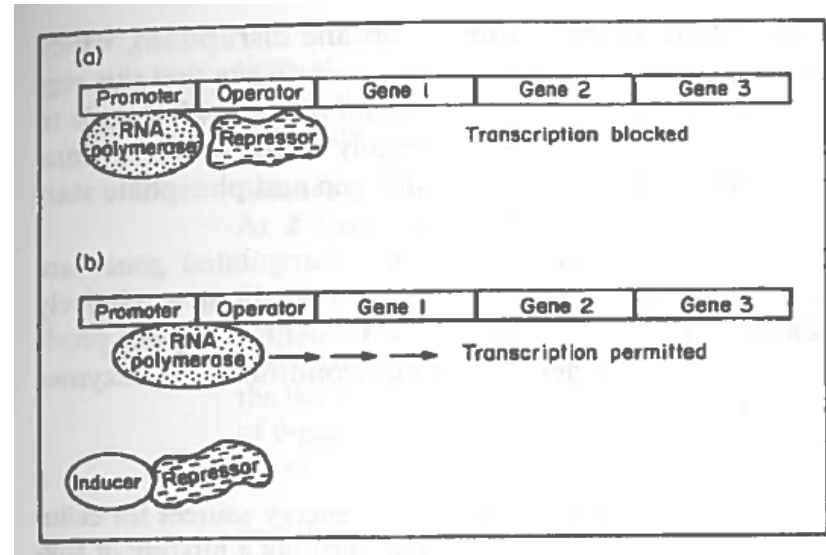 (a)
Promoter Operator Gene 1 Gene 2 Gene 3
RNA
polymerase
Repressor
Transcription blocked
(b)
Promoter Operator Gene 1 Gene 2 Gene 3
RNA
polymerase
Transcription permitted
Inducer
Repressor